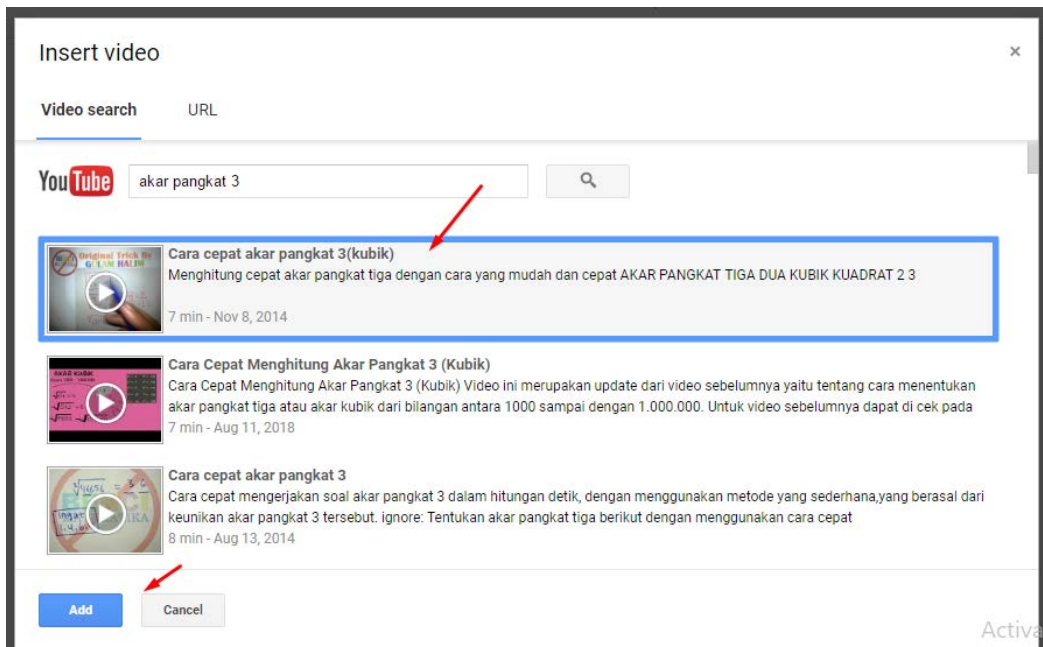 Insert video
×
Video search
URL
YouTube
akar pangkat 3
Original Trick By
Cara cepat akar pangkat 3(kubik)
Menghitung cepat akar pangkat tiga dengan cara yang mudah dan cepat AKAR PANGKAT TIGA DUA KUBIK KUADRAT 2 3
7 min - Nov 8, 2014
AKAR KUBIK
Cara Cepat Menghitung Akar Pangkat 3 (Kubik)
Cara Cepat Menghitung Akar Pangkat 3 (Kubik) Video ini merupakan update dari video sebelumnya yaitu tentang cara menentukan
akar pangkat tiga atau akar kubik dari bilangan antara 1000 sampai dengan 1.000.000. Untuk video sebelumnya dapat di cek pada
7 min - Aug 11, 2018
Cara cepat akar pangkat 3
Cara cepat mengerjakan soal akar pangkat 3 dalam hitungan detik, dengan menggunakan metode yang sederhana,yang berasal dari
keunikan akar pangkat 3 tersebut. ignore: Tentukan akar pangkat tiga berikut dengan menggunakan cara cepat
8 min - Aug 13, 2014
Add
Cancel
Activa